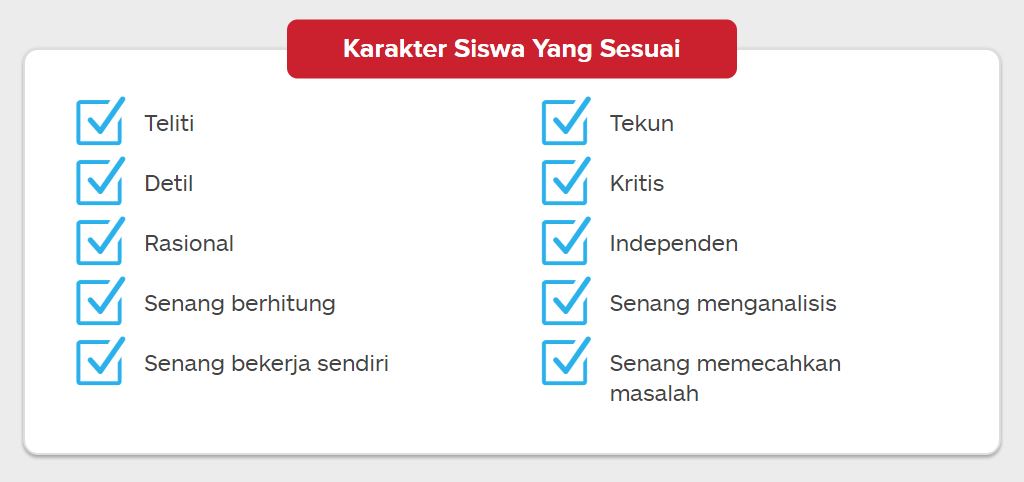 Karakter Siswa Yang Sesuai
Teliti
Detil
Rasional
Senang berhitung
Senang bekerja sendiri
Tekun
Kritis
Independen
Senang menganalisis
Senang memecahkan
masalah